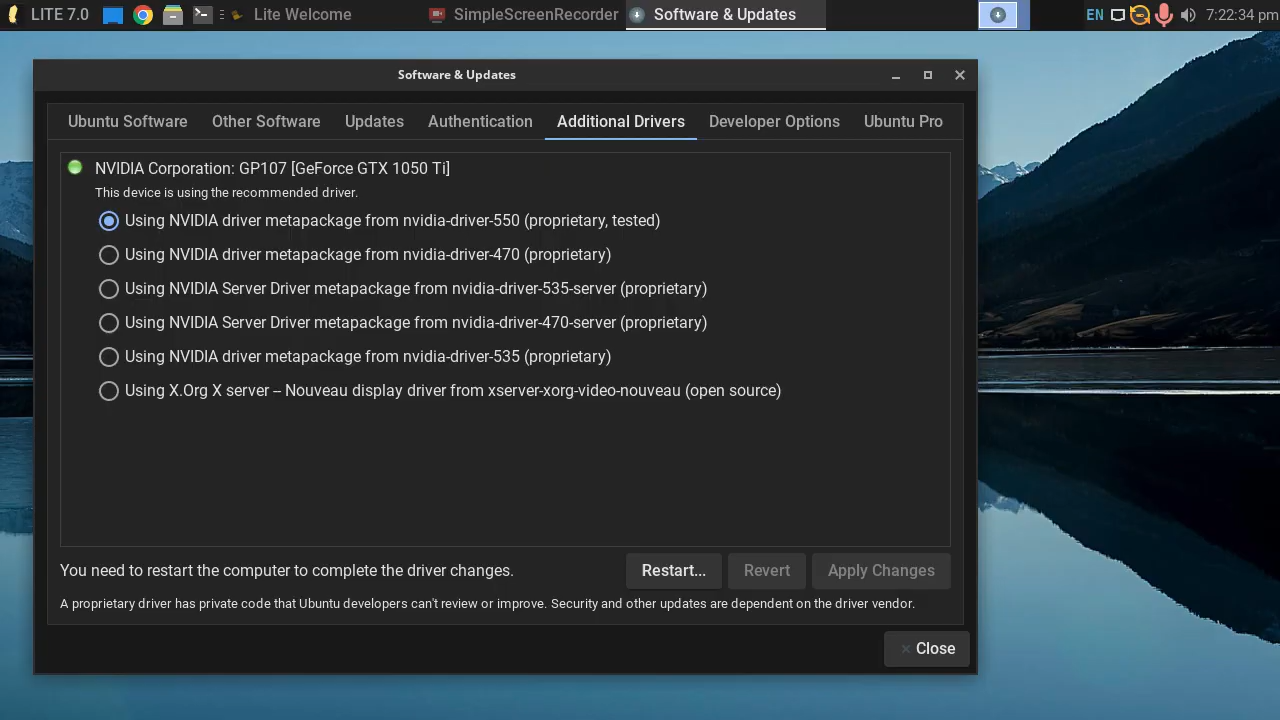 LITE 7.0 Lite Welcome SimpleScreenRecorder Software & Updates EN 7:22:34 pm
Software & Updates
Ubuntu Software Other Software Updates Authentication Additional Drivers Developer Options Ubuntu Pro
NVIDIA Corporation: GP107 [GeForce GTX 1050 Ti]
This device is using the recommended driver.
Using NVIDIA driver metapackage from nvidia-driver-550 (proprietary, tested)
Using NVIDIA driver metapackage from nvidia-driver-470 (proprietary)
Using NVIDIA Server Driver metapackage from nvidia-driver-535-server (proprietary)
Using NVIDIA Server Driver metapackage from nvidia-driver-470-server (proprietary)
Using NVIDIA driver metapackage from nvidia-driver-535 (proprietary)
Using X.Org X server -- Nouveau display driver from xserver-xorg-video-nouveau (open source)
You need to restart the computer to complete the driver changes. Restart... Revert Apply Changes
A proprietary driver has private code that Ubuntu developers can't review or improve. Security and other updates are dependent on the driver vendor.
Close